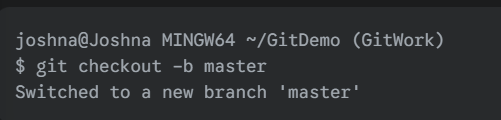 joshna@Joshna MINGW64 ~/GitDemo (GitWork)
$ git checkout -b master
Switched to a new branch 'master'